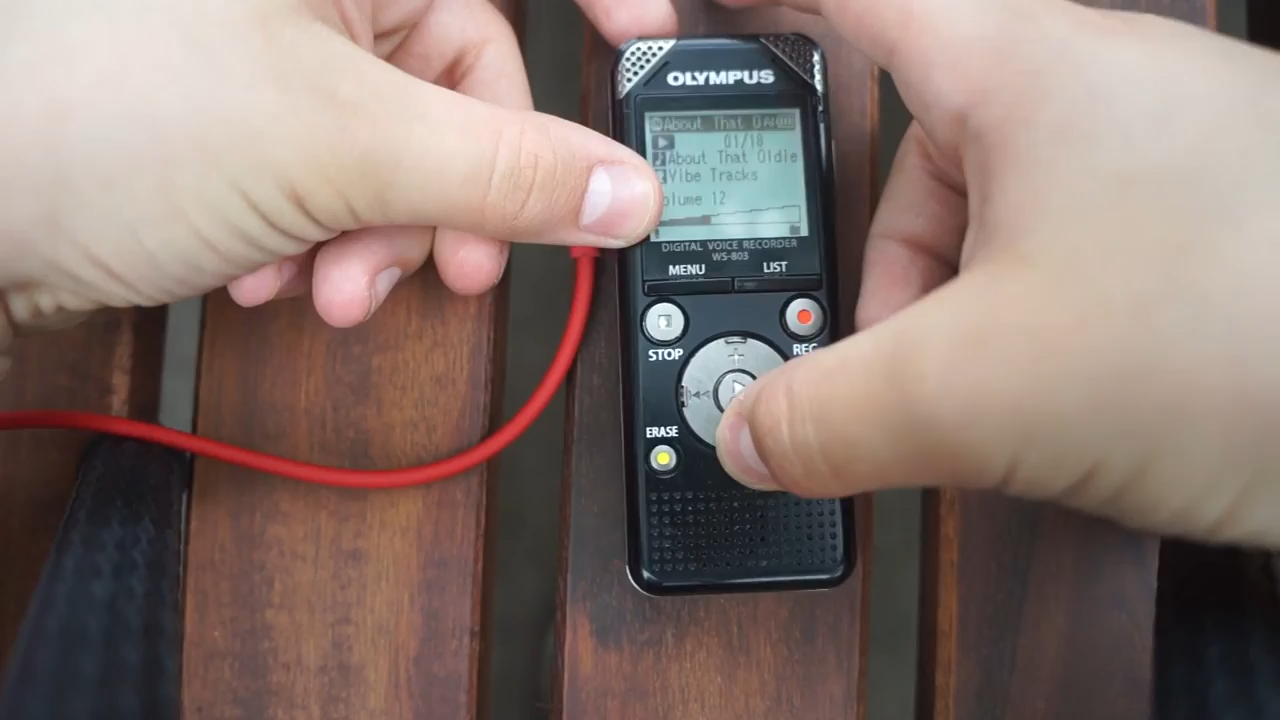 OLYMPUS
About That O
01/18
About That Oldie
Vibe Tracks
olume 12
DIGITAL VOICE RECORDER
WS-803
MENU LIST
STOP REC
ERASE